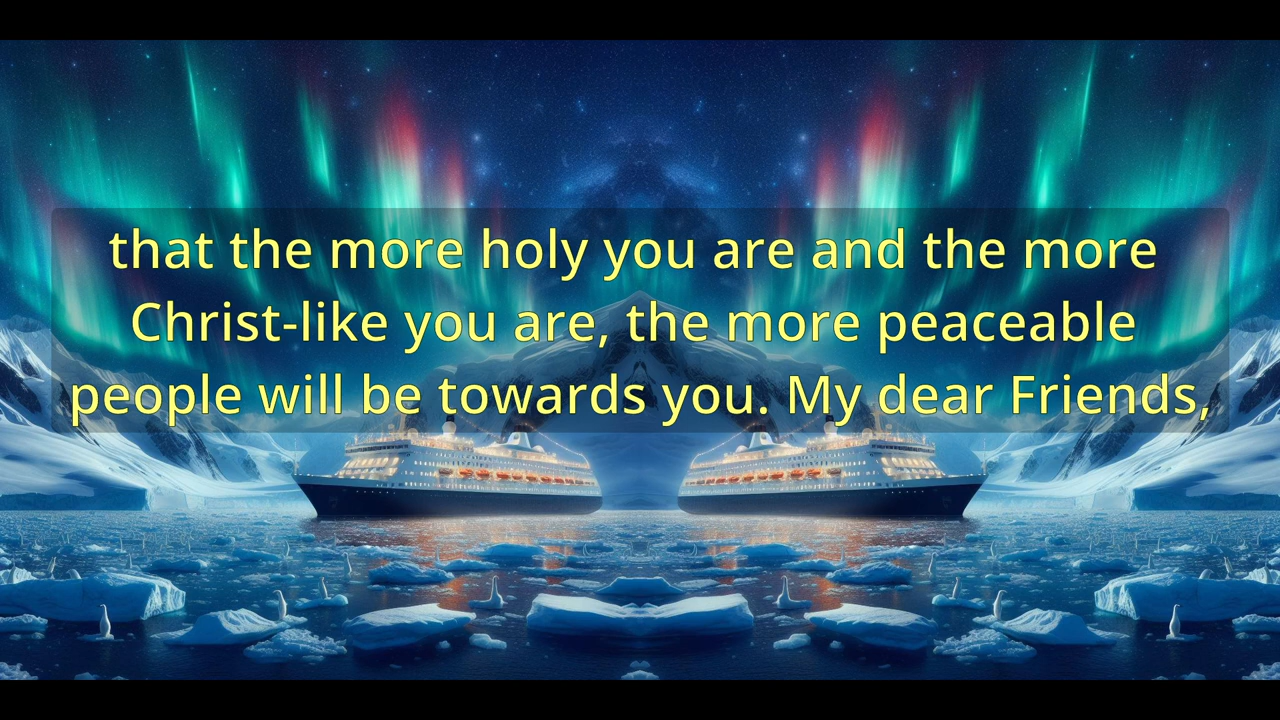 that the more holy you are and the more
Christ-like you are, the more peaceable
people will be towards you. My dear Friends,